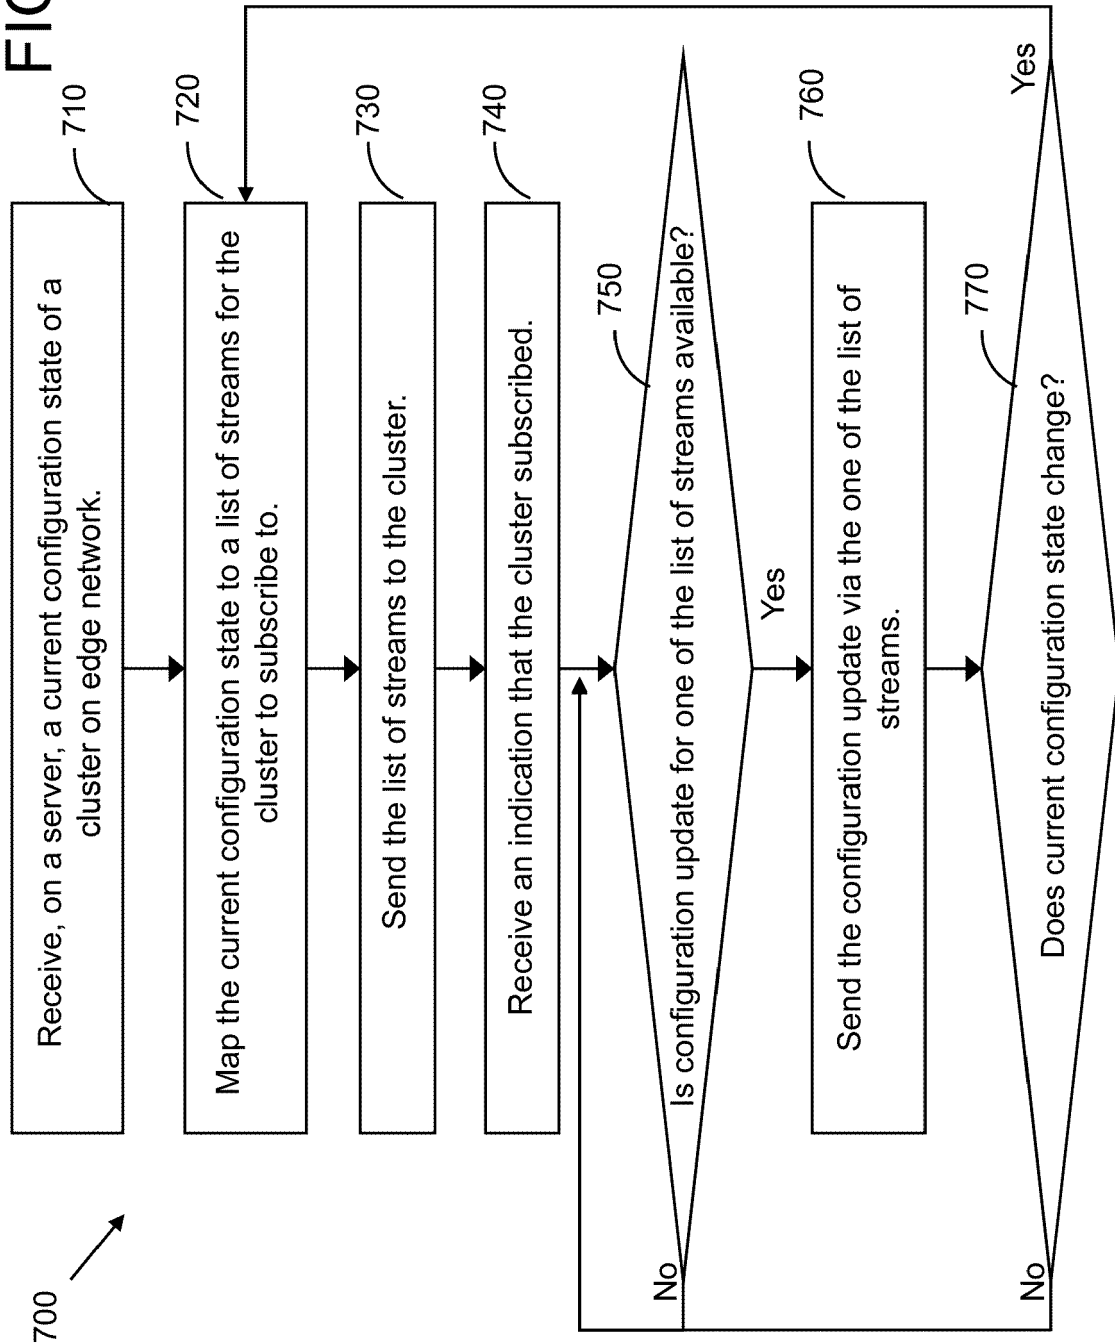 700
710
Receive, on a server, a current configuration state of a
cluster on edge network.
720
Map the current configuration state to a list of streams for the
cluster to subscribe to.
730
Send the list of streams to the cluster.
740
Receive an indication that the cluster subscribed.
750
Is configuration update for one of the list of streams available?
No
Yes
760
Send the configuration update via the one of the list of
streams.
770
Does current configuration state change?
No
Yes